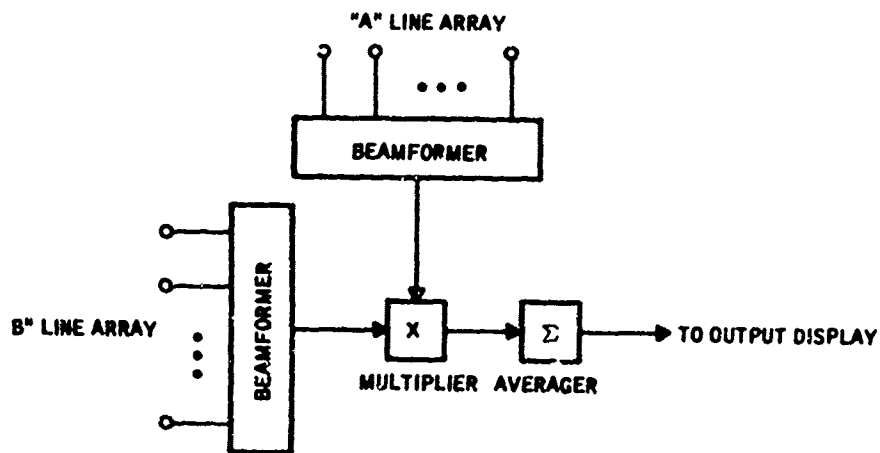 "A" LINE ARRAY
BEAMFORMER
BEAMFORMER
B" LINE ARRAY
X
Σ
TO OUTPUT DISPLAY
MULTIPLIER AVERAGER